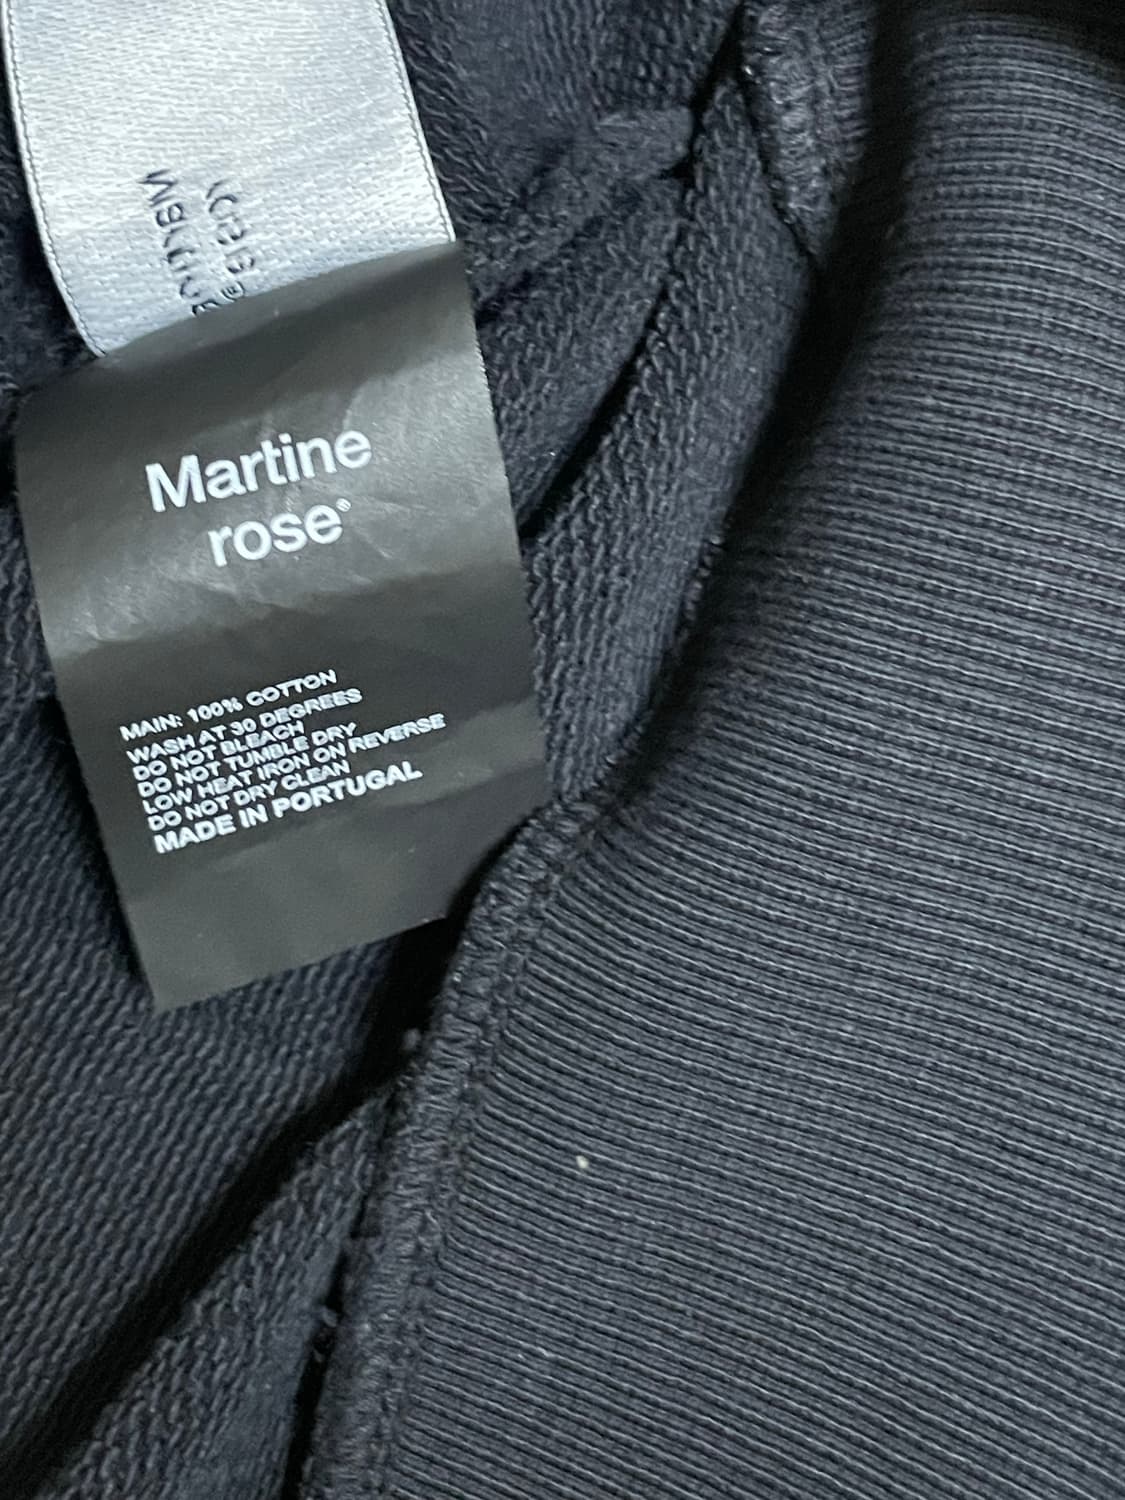 Martine
rose®
MAIN: 100% COTTON
WASH AT 30 DEGREES
DO NOT BLEACH
DO NOT TUMBLE DRY
LOW HEAT IRON ON REVERSE
DO NOT DRY CLEAN
MADE IN PORTUGAL